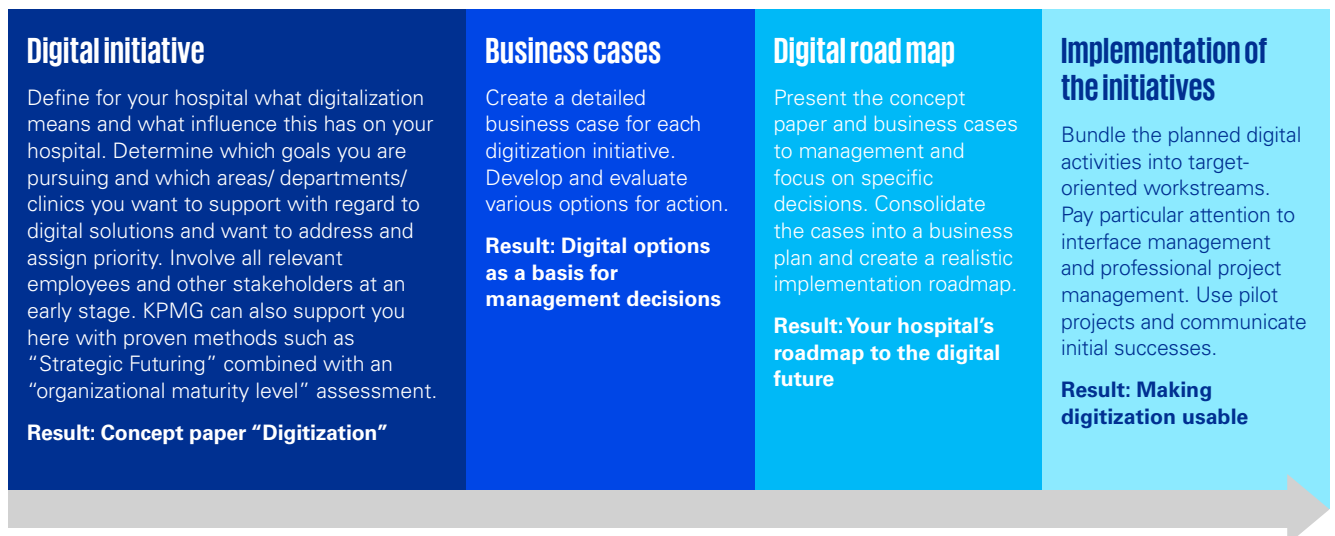 Digital initiative
Define for your hospital what digitalization
means and what influence this has on your
hospital. Determine which goals you are
pursuing and which areas/ departments/
clinics you want to support with regard to
digital solutions and want to address and
assign priority. Involve all relevant
employees and other stakeholders at an
early stage. KPMG can also support you
here with proven methods such as
“Strategic Futuring” combined with an
“organizational maturity level” assessment.
Result: Concept paper “Digitization”
Business cases
Create a detailed
business case for each
digitization initiative.
Develop and evaluate
various options for action.
Result: Digital options
as a basis for
management decisions
Digital road map
Present the concept
paper and business cases
to management and
focus on specific
decisions. Consolidate
the cases into a business
plan and create a realistic
implementation roadmap.
Result: Your hospital’s
roadmap to the digital
future
Implementation of
the initiatives
Bundle the planned digital
activities into target-
oriented workstreams.
Pay particular attention to
interface management
and professional project
management. Use pilot
projects and communicate
initial successes.
Result: Making
digitization usable